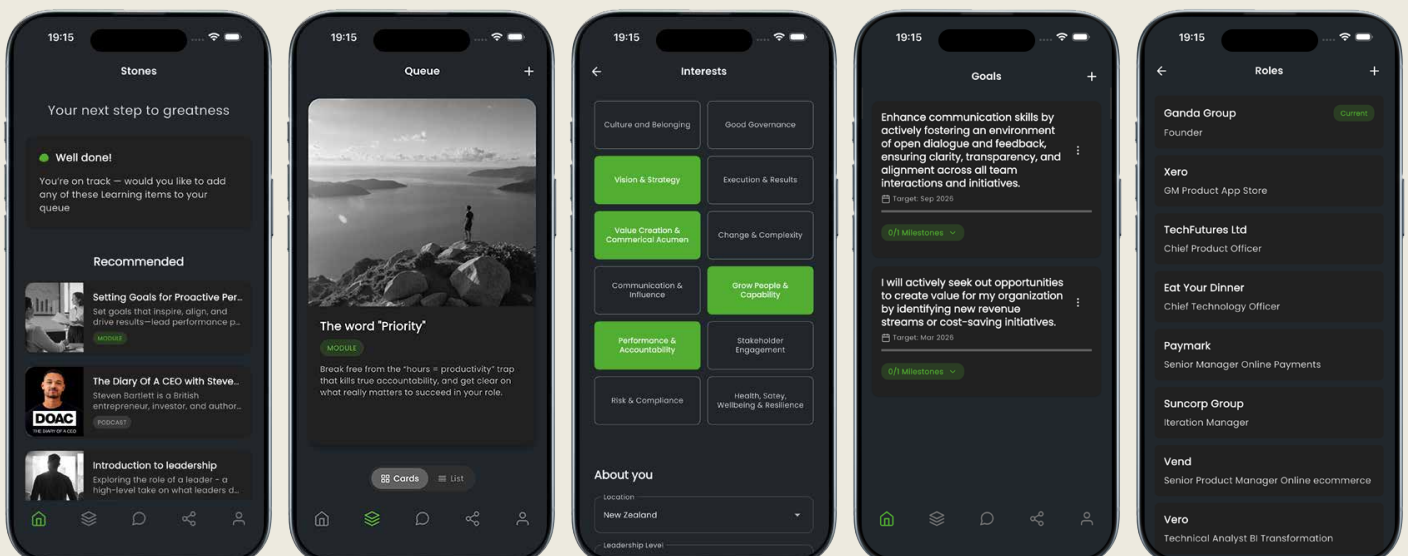 19:15
Stones
Your next step to greatness
Well done!
You're on track — would you like to add
any of these Learning items to your
queue
Recommended
Setting Goals for Proactive Per...
Set goals that inspire, align, and
drive results—lead performance p...
MODULE
The Diary Of A CEO with Steve...
Steven Bartlett is a British
entrepreneur, investor, and author...
PODCAST
DOAC
THE DIARY OF A CEO
Introduction to leadership
Exploring the role of a leader - a
high-level take on what leaders d...
19:15
Queue
The word "Priority"
MODULE
Break free from the "hours = productivity" trap
that kills true accountability, and get clear on
what really matters to succeed in your role.
Cards
List
19:15
Interests
Culture and Belonging
Good Governance
Vision & Strategy
Execution & Results
Value Creation &
Commerical Acumen
Change & Complexity
Communication &
Influence
Grow People &
Capability
Performance &
Accountability
Stakeholder
Engagement
Risk & Compliance
Health, Satey,
Wellbeing & Resilience
About you
Location
New Zealand
Leadership Level
19:15
Goals
Enhance communication skills by
actively fostering an environment
of open dialogue and feedback,
ensuring clarity, transparency, and
alignment across all team
interactions and initiatives.
Target: Sep 2026
0/1 Milestones
I will actively seek out opportunities
to create value for my organization
by identifying new revenue
streams or cost-saving initiatives.
Target: Mar 2026
0/1 Milestones
19:15
Roles
Ganda Group
Current
Founder
Xero
GM Product App Store
TechFutures Ltd
Chief Product Officer
Eat Your Dinner
Chief Technology Officer
Paymark
Senior Manager Online Payments
Suncorp Group
Iteration Manager
Vend
Senior Product Manager Online ecommerce
Vero
Technical Analyst BI Transformation